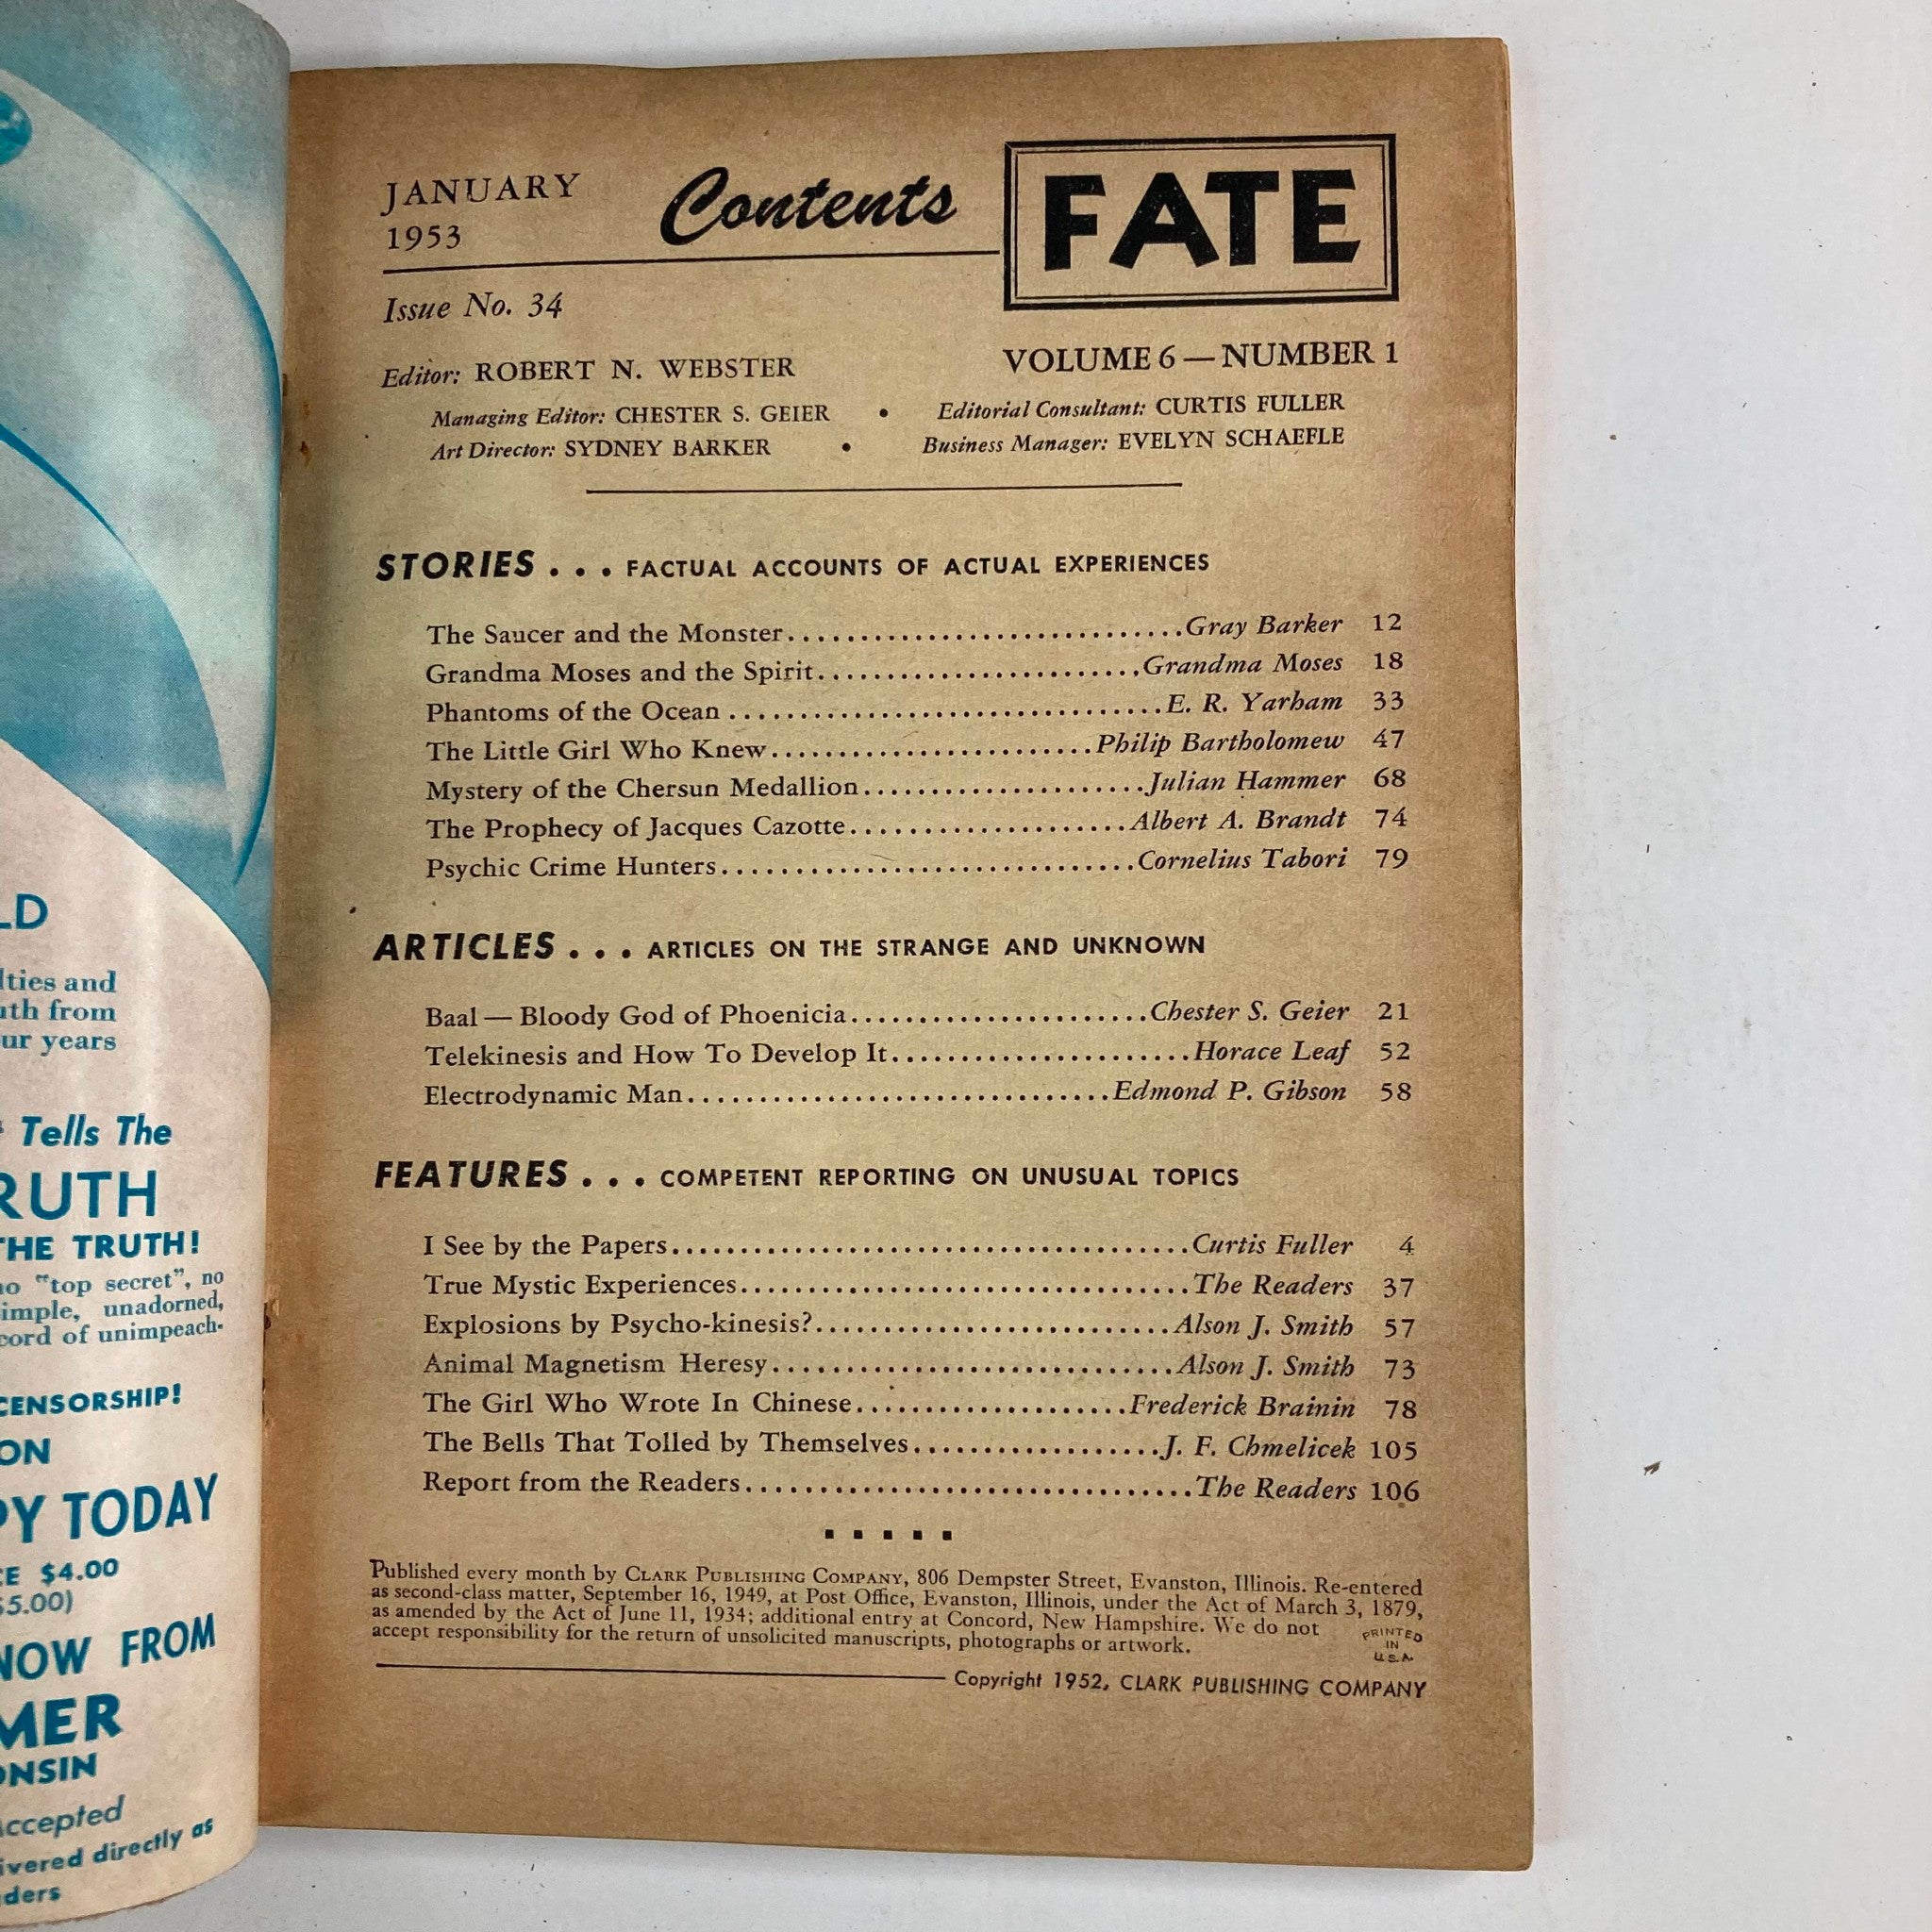 LD
lties and
uth from
ur years
Tells The
RUTH
THE TRUTH!
no "top secret", no
simple, unadorned,
cord of unimpeach-
CENSORSHIP!
ON
PY TODAY
CE $4.00
$5.00)
NOW FROM
MER
ONSIN
Accepted
ivered directly as
ders
JANUARY
1953
Contents
FATE
Issue No. 34
VOLUME 6 — NUMBER 1
Editor: ROBERT N. WEBSTER
Managing Editor: CHESTER S. GEIER • Editorial Consultant: CURTIS FULLER
Art Director: SYDNEY BARKER • Business Manager: EVELYN SCHAEFLE
STORIES . . . FACTUAL ACCOUNTS OF ACTUAL EXPERIENCES
The Saucer and the Monster............................Gray Barker 12
Grandma Moses and the Spirit.......................Grandma Moses 18
Phantoms of the Ocean ..............................E. R. Yarham 33
The Little Girl Who Knew.......................Philip Bartholomew 47
Mystery of the Chersun Medallion....................Julian Hammer 68
The Prophecy of Jacques Cazotte....................Albert A. Brandt 74
Psychic Crime Hunters.............................Cornelius Tabori 79
ARTICLES . . . ARTICLES ON THE STRANGE AND UNKNOWN
Baal — Bloody God of Phoenicia.....................Chester S. Geier 21
Telekinesis and How To Develop It.....................Horace Leaf 52
Electrodynamic Man..............................Edmond P. Gibson 58
FEATURES . . . COMPETENT REPORTING ON UNUSUAL TOPICS
I See by the Papers...................................Curtis Fuller 4
True Mystic Experiences...............................The Readers 37
Explosions by Psycho-kinesis?........................Alson J. Smith 57
Animal Magnetism Heresy............................Alson J. Smith 73
The Girl Who Wrote In Chinese...................Frederick Brainin 78
The Bells That Tolled by Themselves.................J. F. Chmelicek 105
Report from the Readers...............................The Readers 106
Published every month by CLARK PUBLISHING COMPANY, 806 Dempster Street, Evanston, Illinois. Re-entered
as second-class matter, September 16, 1949, at Post Office, Evanston, Illinois, under the Act of March 3, 1879,
as amended by the Act of June 11, 1934; additional entry at Concord, New Hampshire. We do not
accept responsibility for the return of unsolicited manuscripts, photographs or artwork.
PRINTED
IN
U.S.A.
Copyright 1952, CLARK PUBLISHING COMPANY